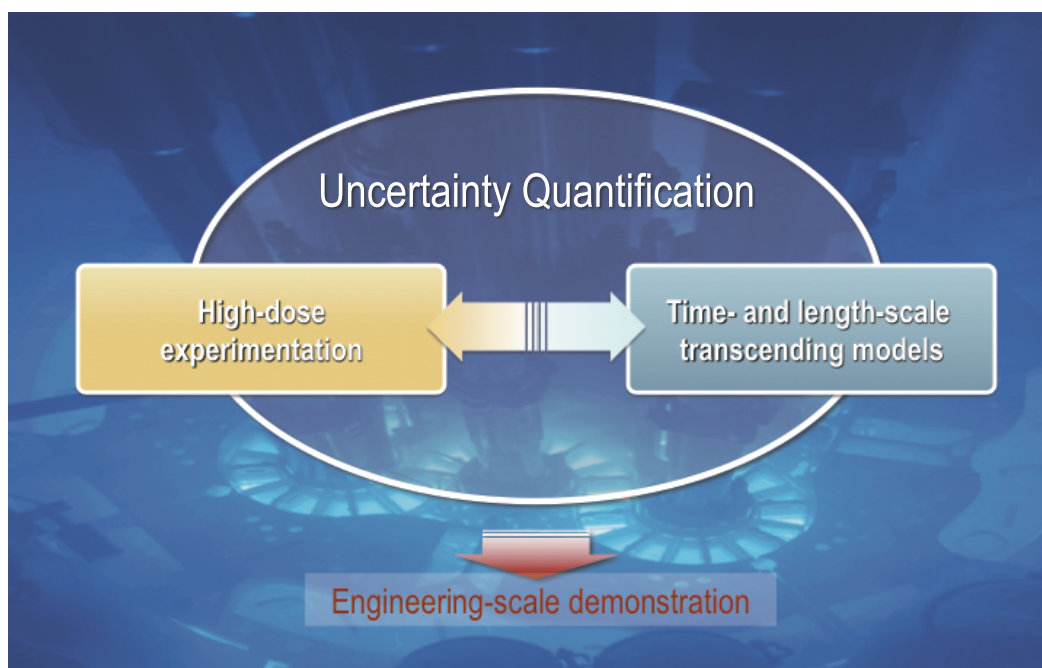 Uncertainty Quantification
High-dose
experimentation
Time- and length-scale
transcending models
Engineering-scale demonstration